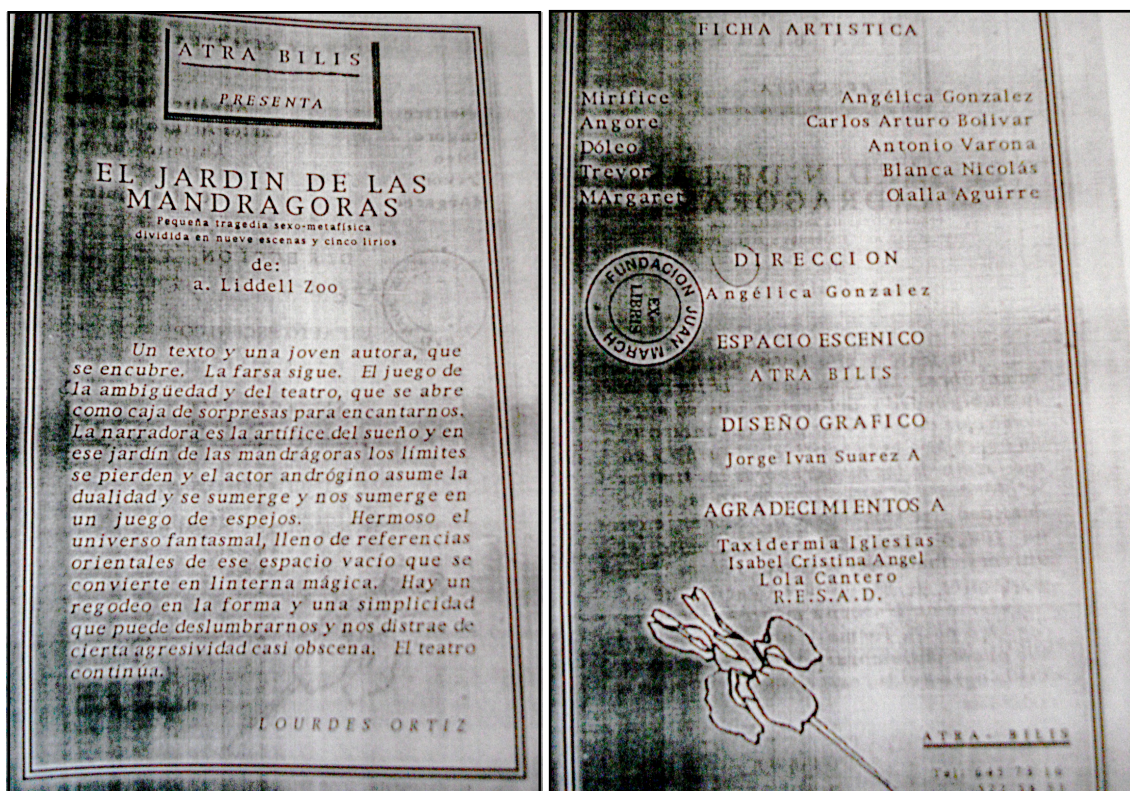 ATRA BILIS
PRESENTA
EL JARDIN DE LAS
MANDRAGORAS
Pequeña tragedia sexo-metafísica
dividida en nueve escenas y cinco lirios
de:
a. Liddell Zoo
Un texto y una joven autora, que
se encubre. La farsa sigue. El juego de
la ambigüedad y del teatro, que se abre
como caja de sorpresas para encantarnos.
La narradora es la artífice del sueño y en
ese jardín de las mandrágoras los límites
se pierden y el actor andrógino asume la
dualidad y se sumerge y nos sumerge en
un juego de espejos. Hermoso el
universo fantasmal, lleno de referencias
orientales de ese espacio vacío que se
convierte en linterna mágica. Hay un
regodeo en la forma y una simplicidad
que puede deslumbrarnos y nos distrae de
cierta agresividad casi obscena. El teatro
continúa.
LOURDES ORTIZ
FICHA ARTISTICA
Mirífice Angélica Gonzalez
Angore Carlos Arturo Bolivar
Dólco Antonio Varona
Trevor Blanca Nicolás
MArgaret Olalla Aguirre
FUNDACION JUAN MARCH
EX
LIBRIS
DIRECCION
Angélica Gonzalez
ESPACIO ESCENICO
ATRA BILIS
DISEÑO GRAFICO
Jorge Ivan Suarez A
AGRADECIMIENTOS A
Taxidermia Iglesias
Isabel Cristina Angel
Lola Cantero
R.E.S.A.D.
ATRA- BILIS
Tel: